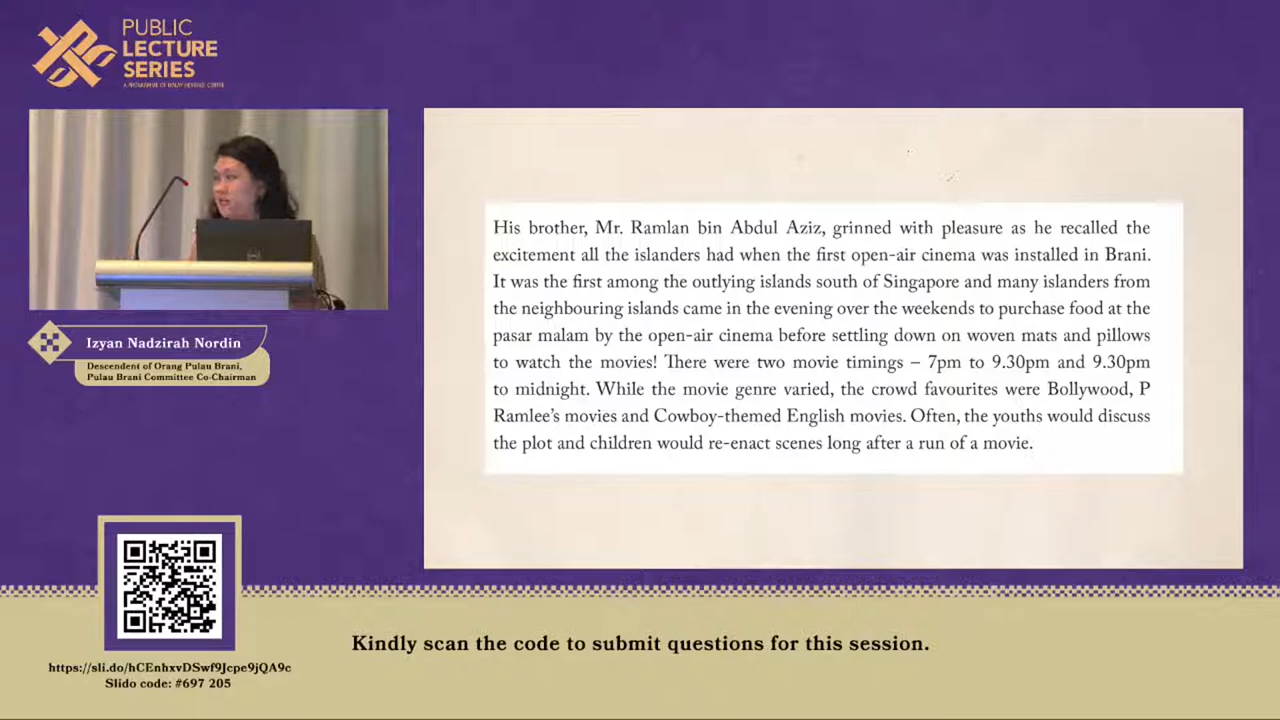 PUBLIC
LECTURE
SERIES
A PROGRAMME OF MALAY HERITAGE CENTRE
Izyan Nadzirah Nordin
Descendent of Orang Pulau Brani,
Pulau Brani Committee Co-Chairman
His brother, Mr. Ramlan bin Abdul Aziz, grinned with pleasure as he recalled the
excitement all the islanders had when the first open-air cinema was installed in Brani.
It was the first among the outlying islands south of Singapore and many islanders from
the neighbouring islands came in the evening over the weekends to purchase food at the
pasar malam by the open-air cinema before settling down on woven mats and pillows
to watch the movies! There were two movie timings – 7pm to 9.30pm and 9.30pm
to midnight. While the movie genre varied, the crowd favourites were Bollywood, P
Ramlee's movies and Cowboy-themed English movies. Often, the youths would discuss
the plot and children would re-enact scenes long after a run of a movie.
Kindly scan the code to submit questions for this session.
https://sli.do/hCEnhxvDSwf9Jcpe9jQA9c
Slido code: #697 205